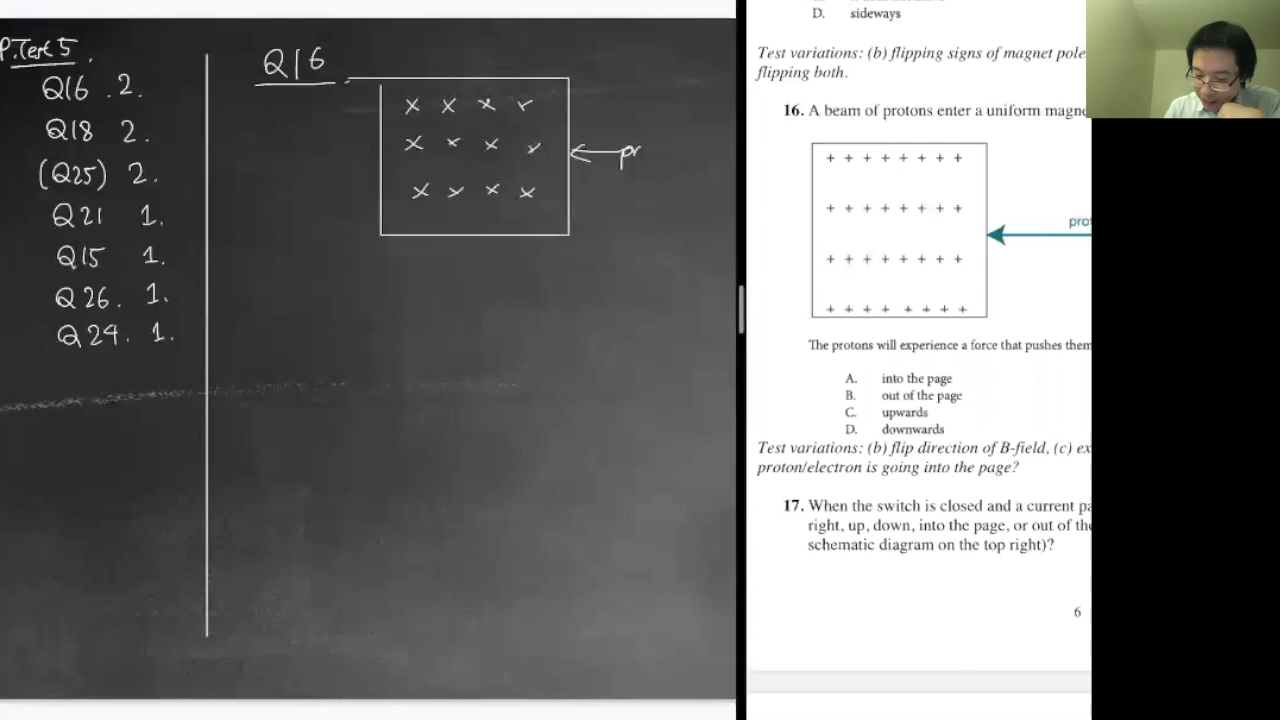 P.Test 5.
Q16 . 2.
Q18 2.
(Q25) 2.
Q21 1.
Q15 1.
Q26. 1.
Q24. 1.
Q16
x x x x
x x x x
x x x x
← pr
D. sideways
Test variations: (b) flipping signs of magnet pole
flipping both.
16. A beam of protons enter a uniform magne
+ + + + + + + +
+ + + + + + + +
pro
+ + + + + + + +
+ + + + + + + +
The protons will experience a force that pushes them
A. into the page
B. out of the page
C. upwards
D. downwards
Test variations: (b) flip direction of B-field, (c) ex
proton/electron is going into the page?
17. When the switch is closed and a current pa
right, up, down, into the page, or out of the
schematic diagram on the top right)?
6